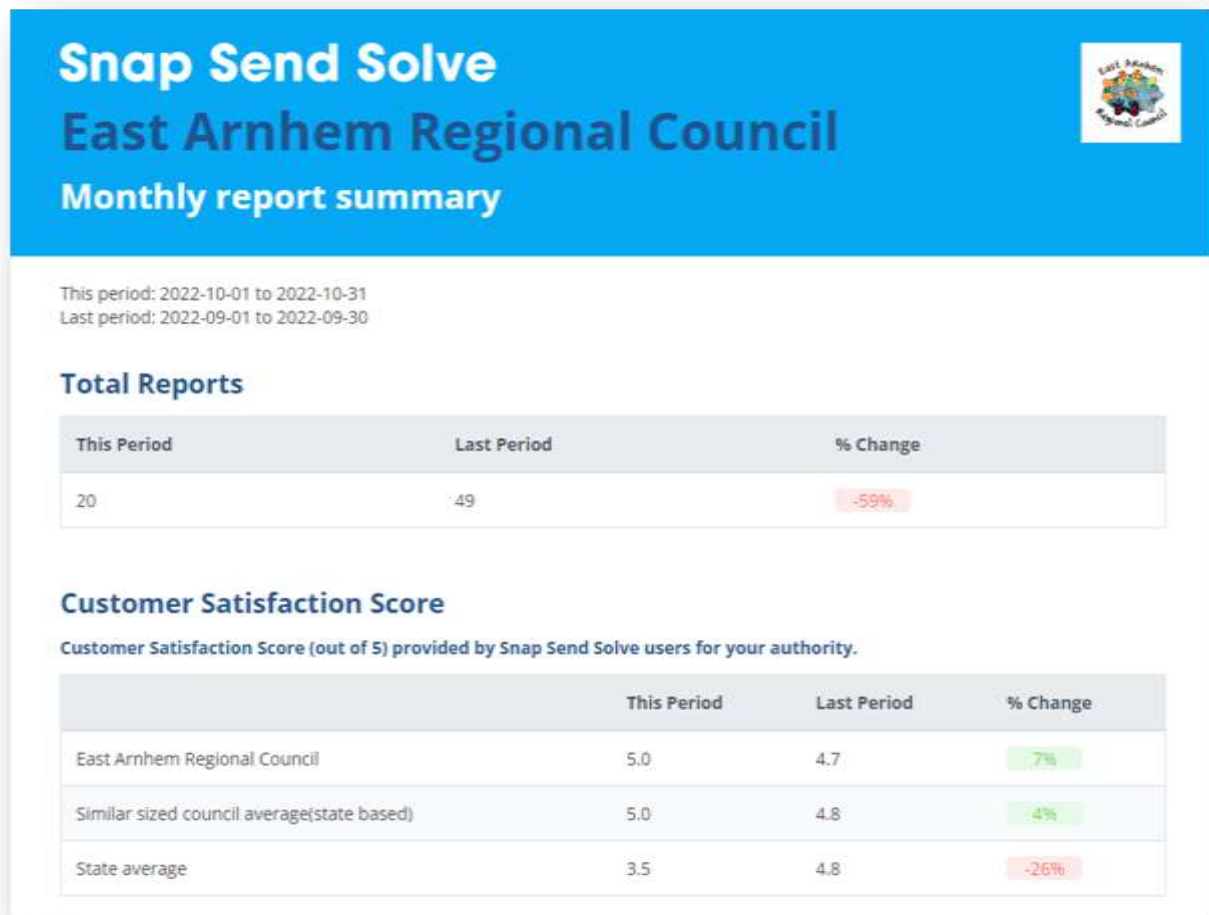 Snap Send Solve
East Arnhem Regional Council
East Arnhem
Regional Council
Monthly report summary
This period: 2022-10-01 to 2022-10-31
Last period: 2022-09-01 to 2022-09-30
Total Reports
This Period Last Period % Change
20 49 -59%
Customer Satisfaction Score
Customer Satisfaction Score (out of 5) provided by Snap Send Solve users for your authority.
This Period Last Period % Change
East Arnhem Regional Council 5.0 4.7 7%
Similar sized council average(state based) 5.0 4.8 4%
State average 3.5 4.8 -26%